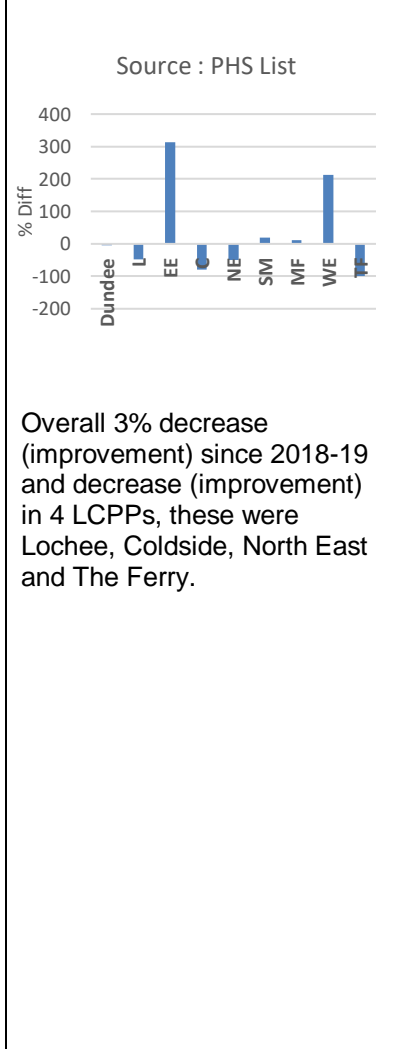 Source : PHS List
400
300
200
100
0
-100
-200
% Diff
Dundee
L
EE
C
NE
SM
MF
WE
TF
Overall 3% decrease
(improvement) since 2018-19
and decrease (improvement)
in 4 LCPPs, these were
Lochee, Coldside, North East
and The Ferry.